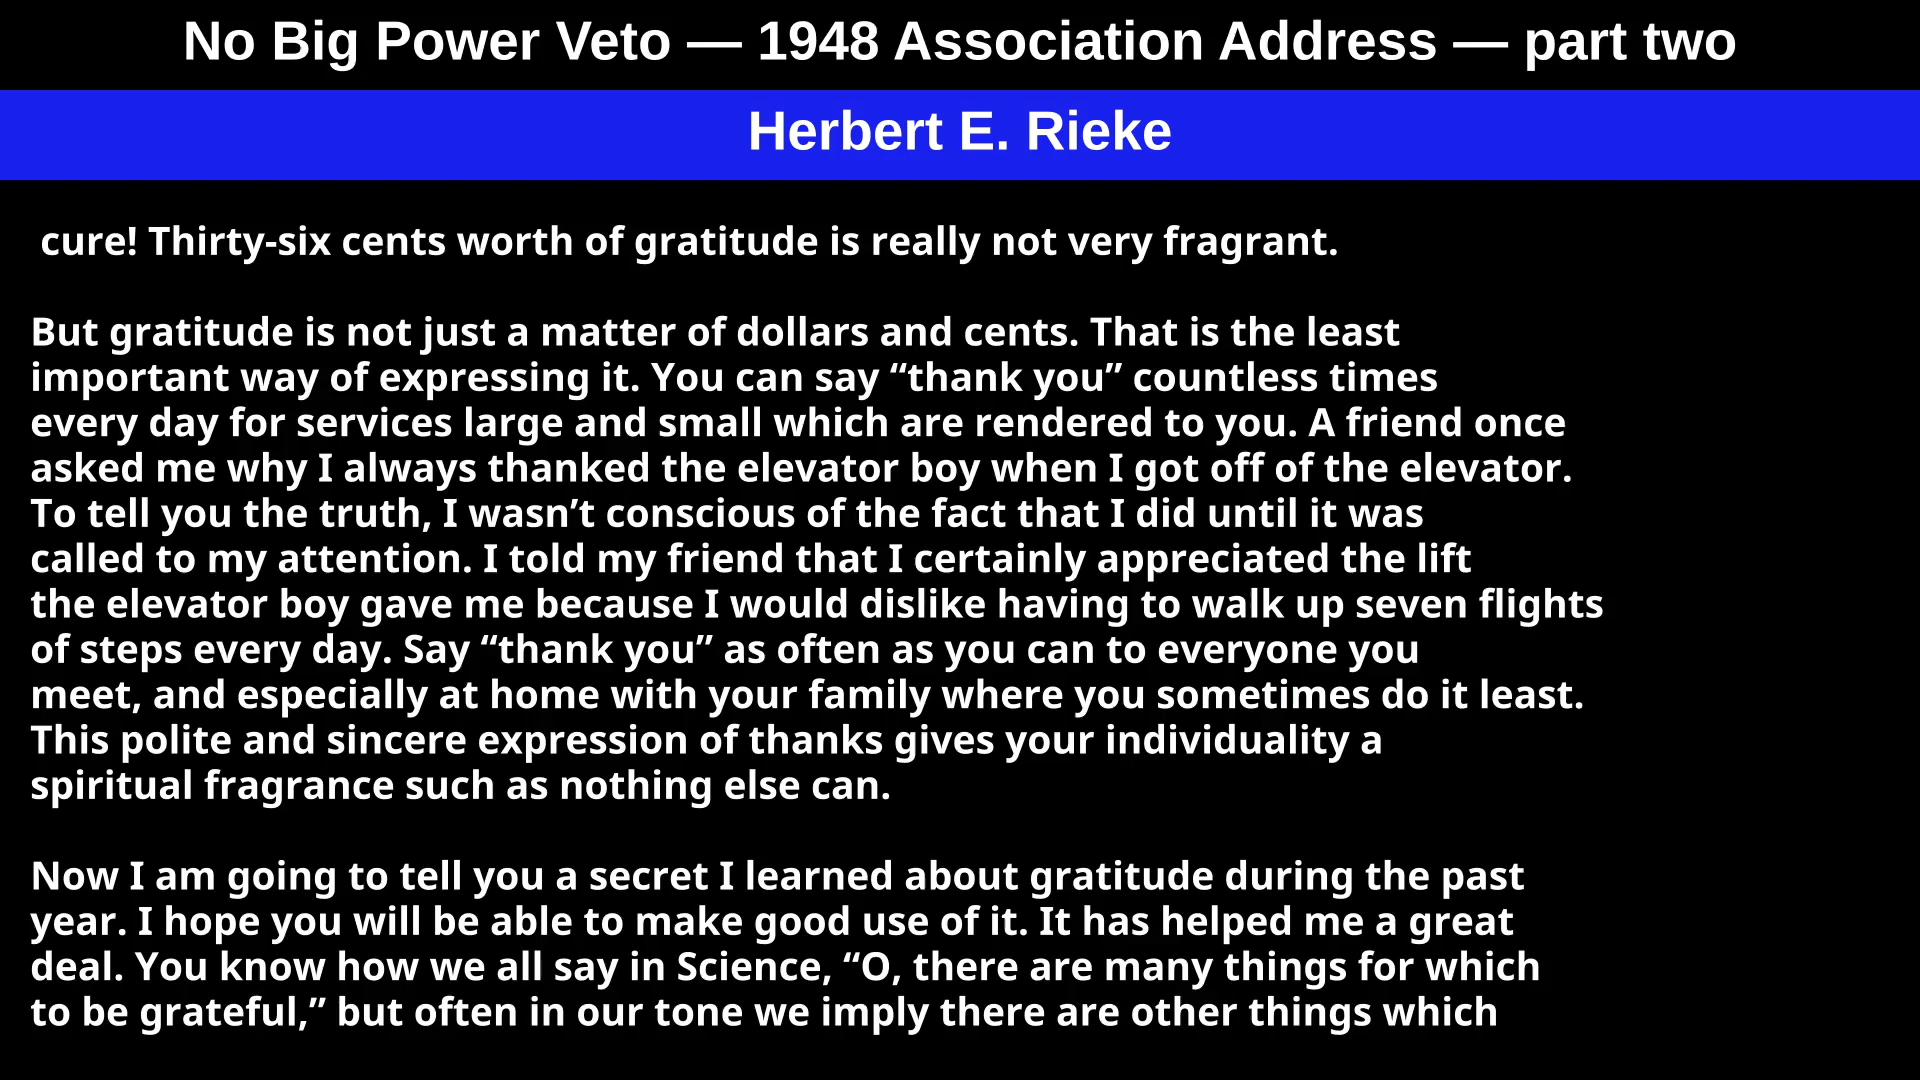 No Big Power Veto — 1948 Association Address — part two
Herbert E. Rieke
cure! Thirty-six cents worth of gratitude is really not very fragrant.
But gratitude is not just a matter of dollars and cents. That is the least
important way of expressing it. You can say “thank you” countless times
every day for services large and small which are rendered to you. A friend once
asked me why I always thanked the elevator boy when I got off of the elevator.
To tell you the truth, I wasn’t conscious of the fact that I did until it was
called to my attention. I told my friend that I certainly appreciated the lift
the elevator boy gave me because I would dislike having to walk up seven flights
of steps every day. Say “thank you” as often as you can to everyone you
meet, and especially at home with your family where you sometimes do it least.
This polite and sincere expression of thanks gives your individuality a
spiritual fragrance such as nothing else can.
Now I am going to tell you a secret I learned about gratitude during the past
year. I hope you will be able to make good use of it. It has helped me a great
deal. You know how we all say in Science, “O, there are many things for which
to be grateful,” but often in our tone we imply there are other things which